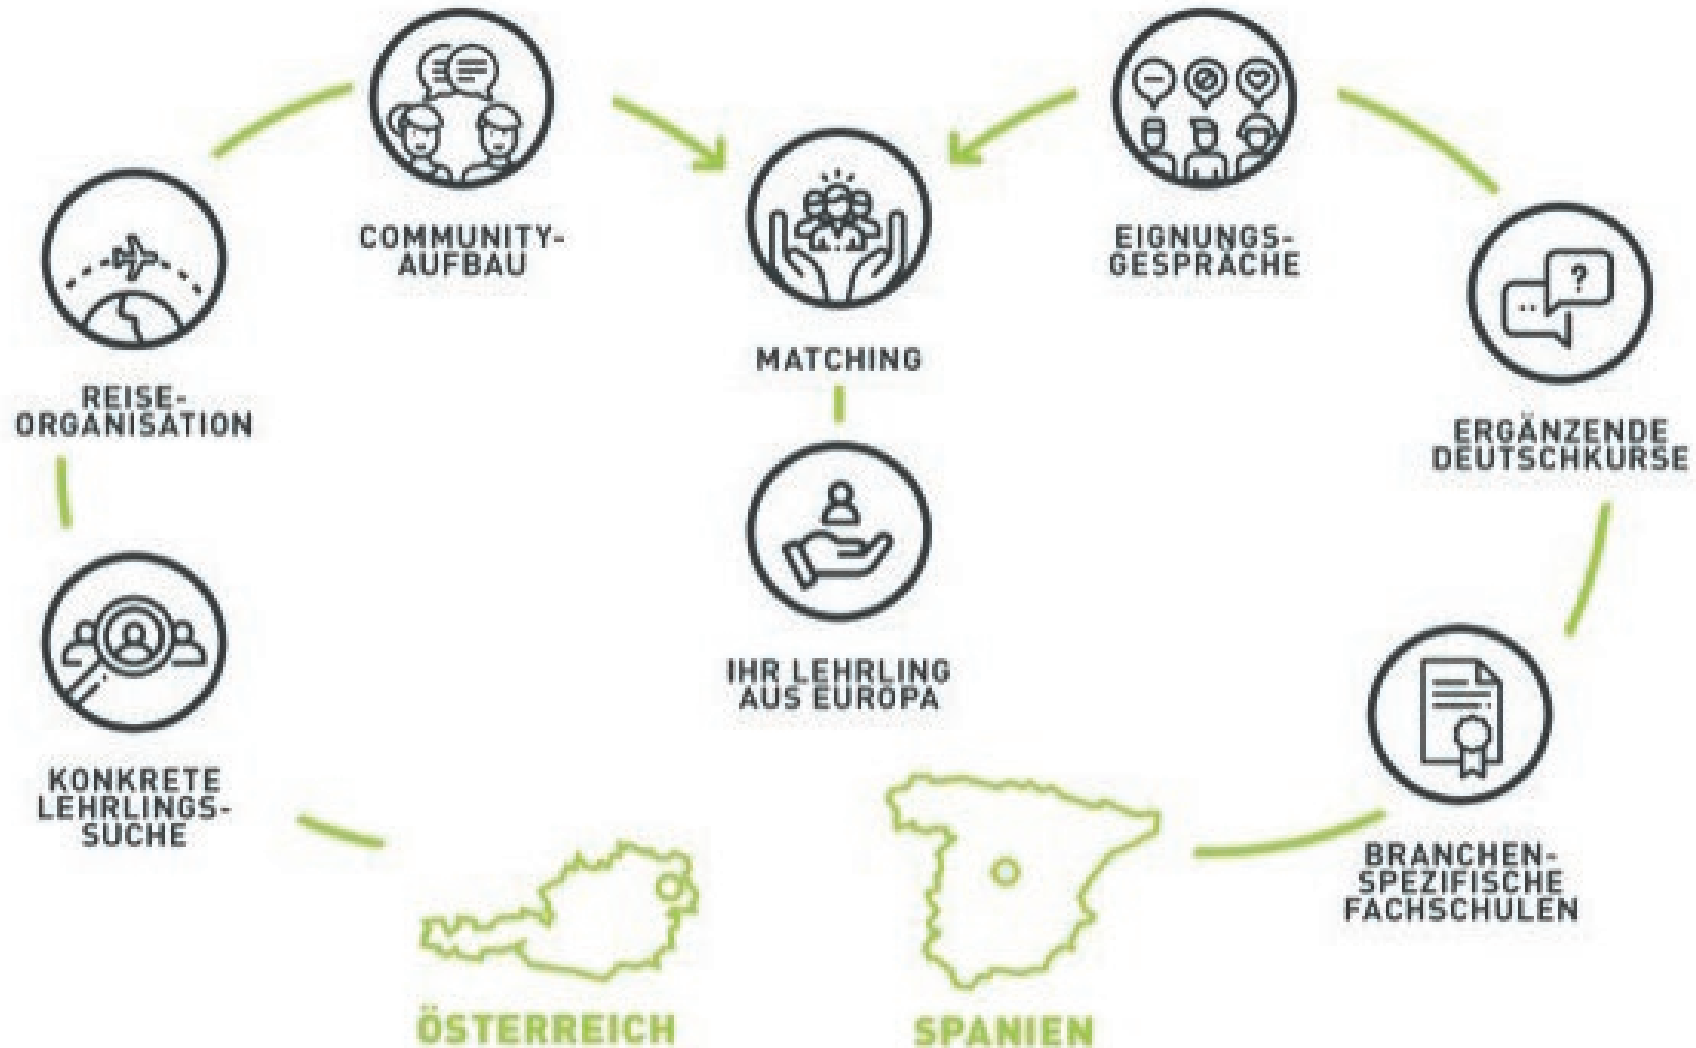 COMMUNITY-
AUFBAU
EIGNUNGS-
GESPRÄCHE
MATCHING
REISE-
ORGANISATION
?
ERGÄNZENDE
DEUTSCHKURSE
IHR LEHRLING
AUS EUROPA
KONKRETE
LEHRLINGS-
SUCHE
BRANCHEN-
SPEZIFISCHE
FACHSCHULEN
ÖSTERREICH
SPANIEN